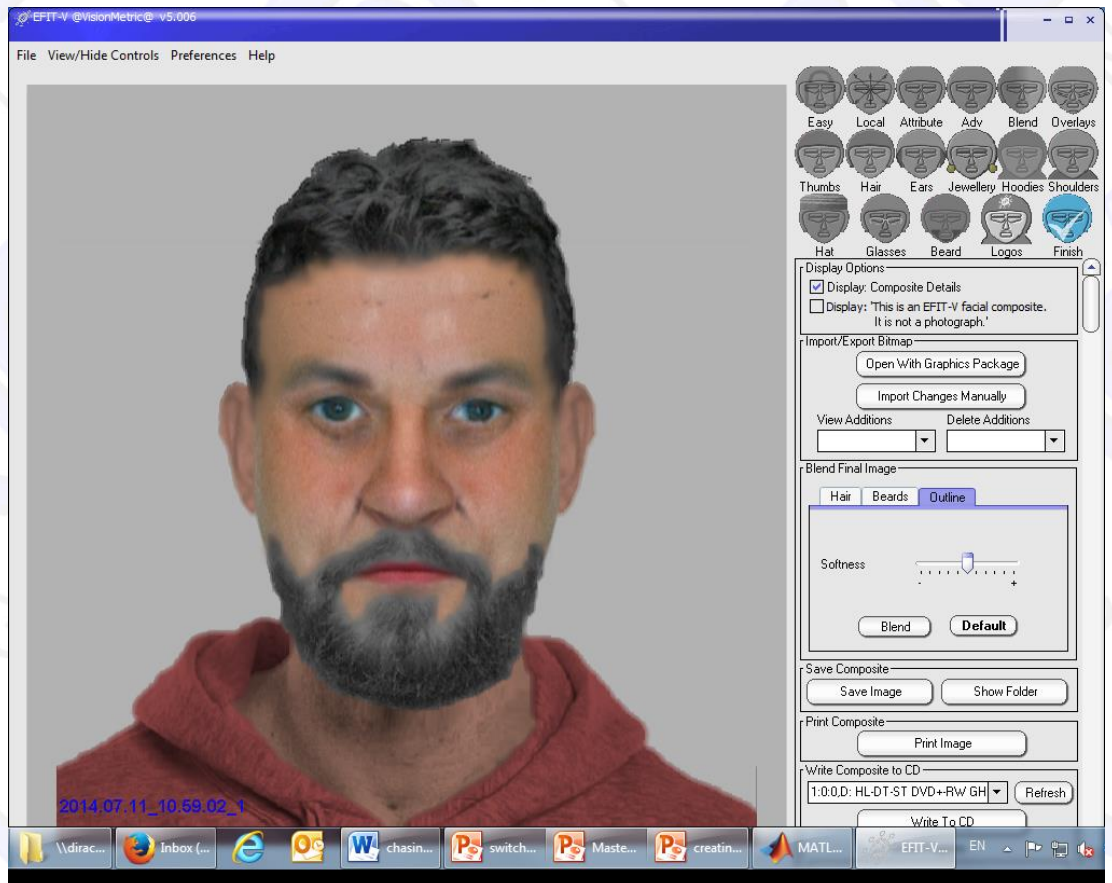 EFIT-V @VisionMetric@ v5.006
File View/Hide Controls Preferences Help
Easy Local Attribute Adv Blend Overlays
Thumbs Hair Ears Jewellery Hoodies Shoulders
Hat Glasses Beard Logos Finish
Display Options
Display: Composite Details
Display: 'This is an EFIT-V facial composite.
It is not a photograph.'
Import/Export Bitmap
Open With Graphics Package
Import Changes Manually
View Additions Delete Additions
Blend Final Image
Hair Beards Outline
Softness
- +
Blend Default
Save Composite
Save Image Show Folder
Print Composite
Print Image
Write Composite to CD
1:0:0,D: HL-DT-ST DVD+-RW GH Refresh
Write To CD
2014.07.11_10.59.02_1
\\dirac... Inbox (... chasin... switch... Maste... creatin... MATL... EFIT-V... EN